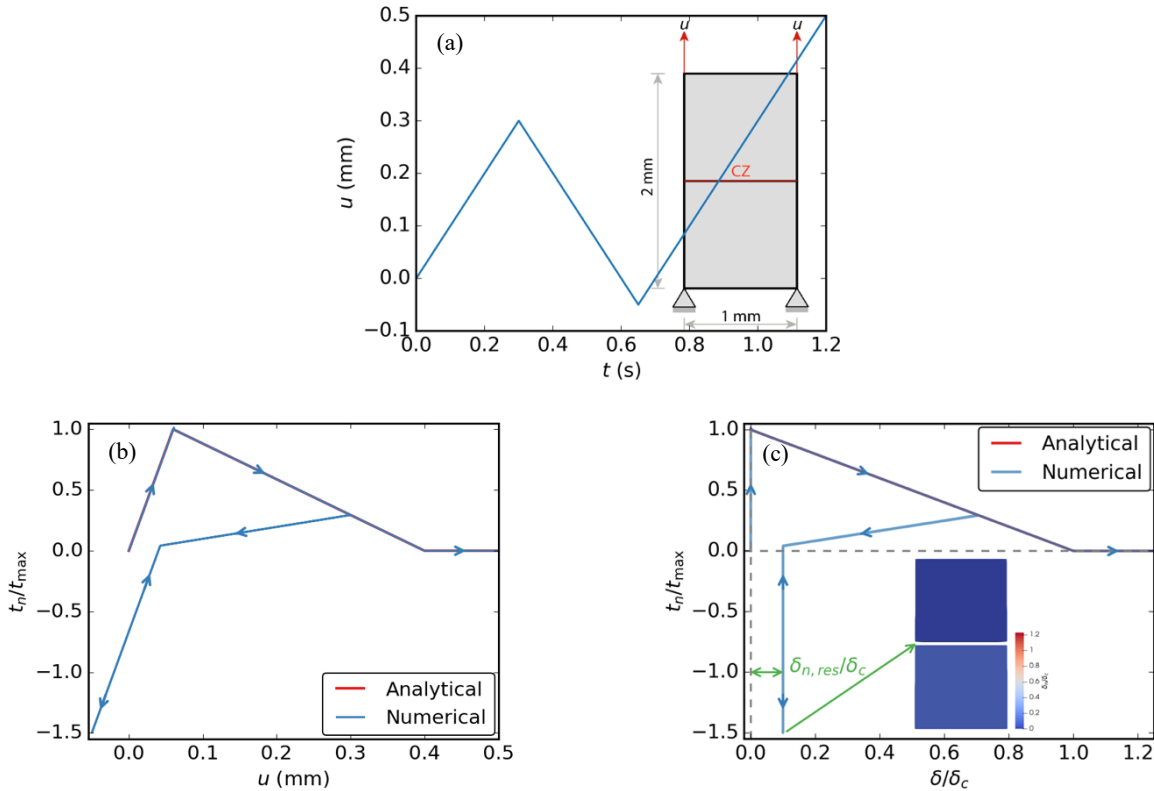 (a)
u
u
0.5
0.4
0.3
0.2
0.1
0.0
−0.1
u (mm)
2 mm
CZ
1 mm
0.0 0.2 0.4 0.6 0.8 1.0 1.2
t (s)
(b)
1.0
0.5
0.0
−0.5
−1.0
−1.5
tₙ/t_max
Analytical
Numerical
0.0 0.1 0.2 0.3 0.4 0.5
u (mm)
(c)
Analytical
Numerical
1.0
0.5
0.0
−0.5
−1.0
−1.5
tₙ/t_max
δ_{n, res}/δ_c
1.2
1
0.8
0.6
0.4
0.2
0
δₙ/δ_c
0.0 0.2 0.4 0.6 0.8 1.0 1.2
δ/δ_c